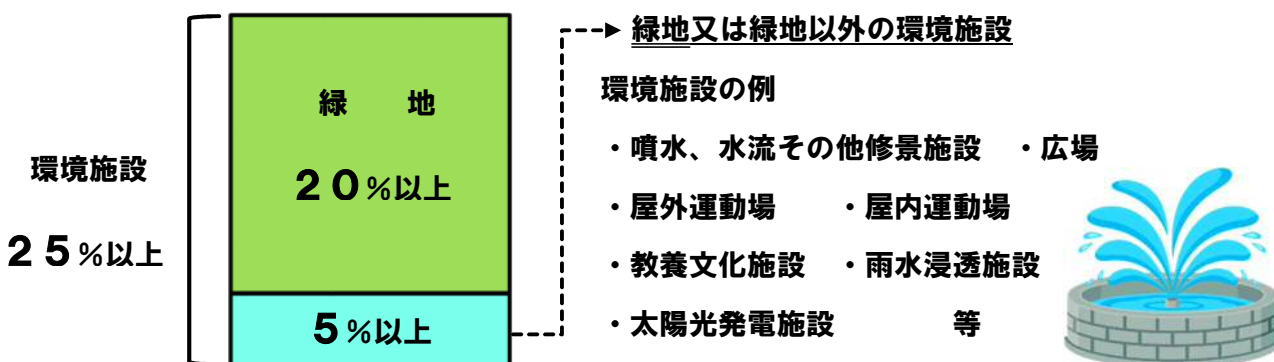 環境施設
２５%以上
緑　　地
２０%以上
５%以上
緑地又は緑地以外の環境施設
環境施設の例
・噴水、水流その他修景施設　・広場
・屋外運動場　　・屋内運動場
・教養文化施設　・雨水浸透施設
・太陽光発電施設　　　　等